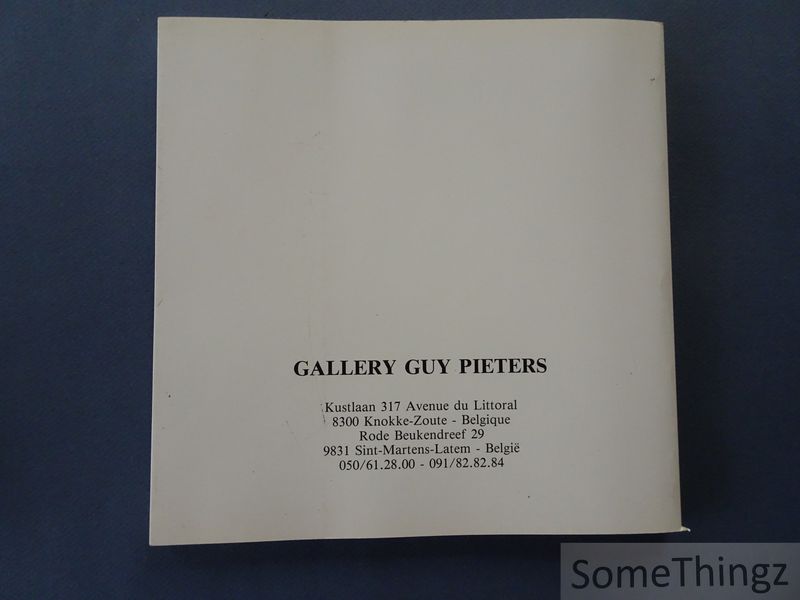 GALLERY GUY PIETERS
Kustlaan 317 Avenue du Littoral
8300 Knokke-Zoute - Belgique
Rode Beukendreef 29
9831 Sint-Martens-Latem - België
050/61.28.00 - 091/82.82.84
SomeThingz